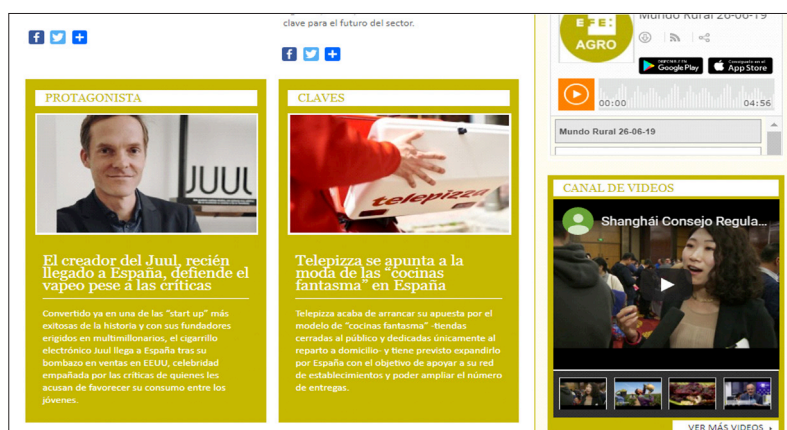 clave para el futuro del sector.
PROTAGONISTA
JUUL
El creador del Juul, recién
llegado a España, defiende el
vapeo pese a las críticas
Convertido ya en una de las "start up" más
exitosas de la historia y con sus fundadores
erigidos en multimillonarios, el cigarrillo
electrónico Juul llega a España tras su
bombazo en ventas en EEUU, celebridad
empañada por las críticas de quienes les
acusan de favorecer su consumo entre los
jóvenes.
CLAVES
telepizza
Telepizza se apunta a la
moda de las "cocinas
fantasma" en España
Telepizza acaba de arrancar su apuesta por el
modelo de "cocinas fantasma" -tiendas
cerradas al público y dedicadas únicamente al
reparto a domicilio- y tiene previsto expandirlo
por España con el objetivo de apoyar a su red
de establecimientos y poder ampliar el número
de entregas.
EFE:
AGRO
Mundo Rural 26-06-19
DISPONIBLE EN
Google Play
Consíguelo en el
App Store
00:00
04:56
Mundo Rural 26-06-19
CANAL DE VIDEOS
Shanghái Consejo Regula...
VER MÁS VIDEOS